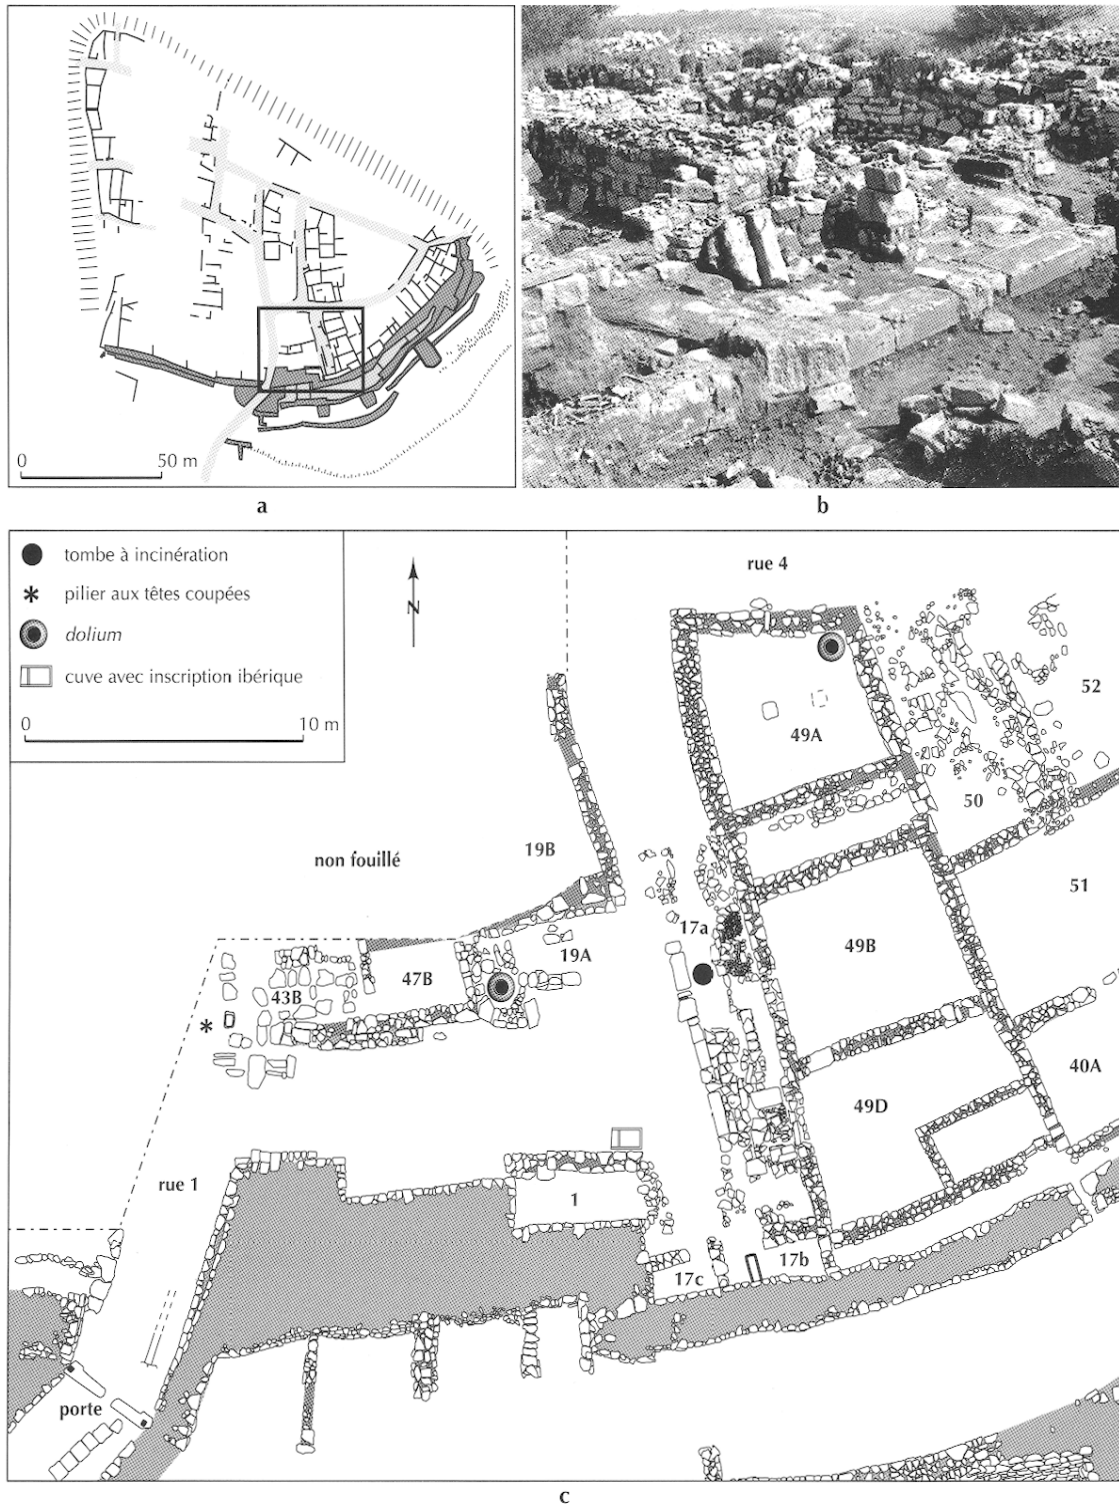 0
50 m
a
b
tombe à incinération
pilier aux têtes coupées
dolium
cuve avec inscription ibérique
0
10 m
N
rue 4
52
49A
50
non fouillé
19B
51
17a
49B
19A
47B
43B
40A
49D
rue 1
1
17b
17c
porte
c